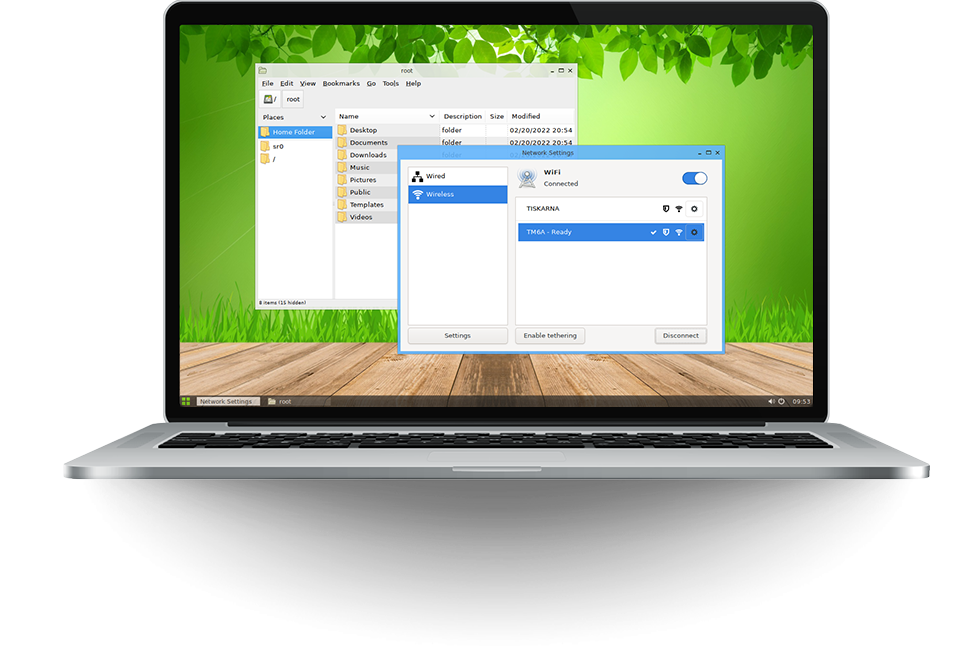 root
File Edit View Bookmarks Go Tools Help
/ root
Places
Home Folder
sr0
/
Name Description Size Modified
Desktop folder 02/20/2022 20:54
Documents folder 02/20/2022 20:54
Downloads
Music
Pictures
Public
Templates
Videos
8 items (15 hidden)
Network Settings
Wired
Wireless
Settings
WiFi
Connected
TISKARNA
TM6A - Ready
Enable tethering Disconnect
Network Settings root 09:53